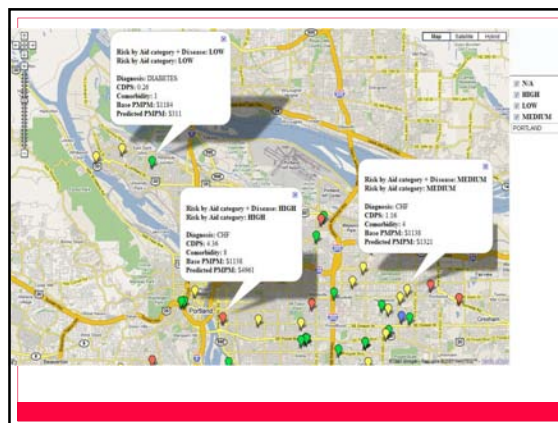 Map
Satellite
Hybrid
Risk by Aid category + Disease: LOW
Risk by Aid category: LOW
Diagnosis: DIABETES
CDPS: 0.26
Comorbidity: 1
Base PMPM: $1184
Predicted PMPM: $311
N/A
HIGH
LOW
MEDIUM
PORTLAND
Risk by Aid category + Disease: MEDIUM
Risk by Aid category: MEDIUM
Diagnosis: CHF
CDPS: 1.16
Comorbidity: 4
Base PMPM: $1138
Predicted PMPM: $1321
Risk by Aid category + Disease: HIGH
Risk by Aid category: HIGH
Diagnosis: CHF
CDPS: 4.36
Comorbidity: 8
Base PMPM: $1138
Predicted PMPM: $4961
Portland
Fairview
Gresham
Beaverton